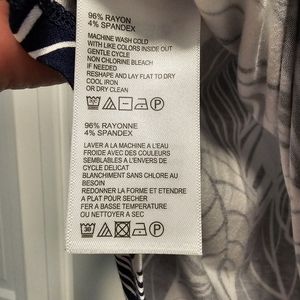 96% RAYON
4% SPANDEX
MACHINE WASH COLD
WITH LIKE COLORS INSIDE OUT
GENTLE CYCLE
NON CHLORINE BLEACH
IF NEEDED
RESHAPE AND LAY FLAT TO DRY
COOL IRON
OR DRY CLEAN
96% RAYONNE
4% SPANDEX
LAVER A LA MACHINE A L'EAU
FROIDE AVEC DES COULEURS
SEMBLABLES A L'ENVERS DE
CYCLE DELICAT
BLANCHIMENT SANS CHLORE AU
BESOIN
REDONNER LA FORME ET ETENDRE
A PLAT POUR SECHER
FER A BASSE TEMPERATURE
OU NETTOYER A SEC